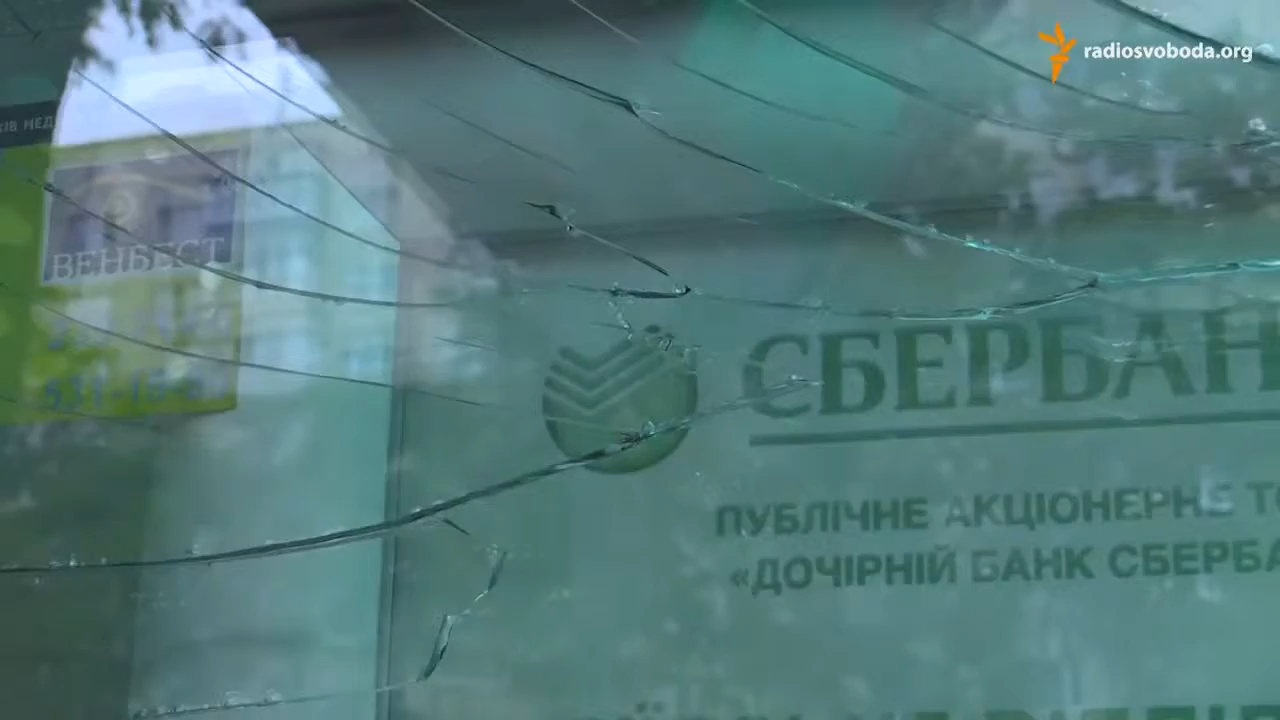 radiosvoboda.org
ВЕНБЕСТ
СБЕРБАН
ПУБЛІЧНЕ АКЦІОНЕРНЕ
«ДОЧІРНІЙ БАНК СБЕРБА